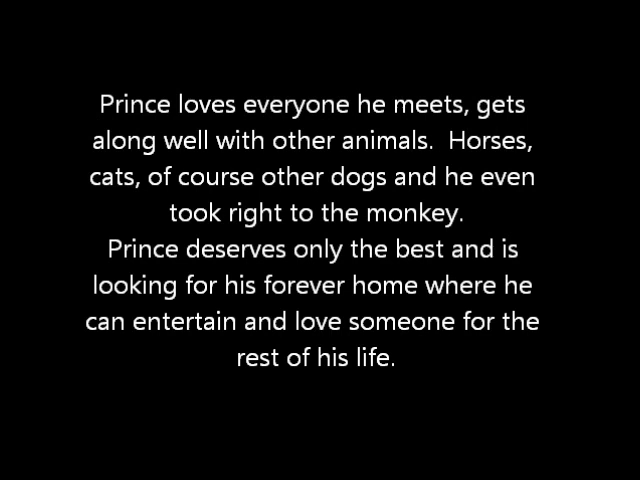 Prince loves everyone he meets, gets
along well with other animals.  Horses,
cats, of course other dogs and he even
took right to the monkey.
Prince deserves only the best and is
looking for his forever home where he
can entertain and love someone for the
rest of his life.